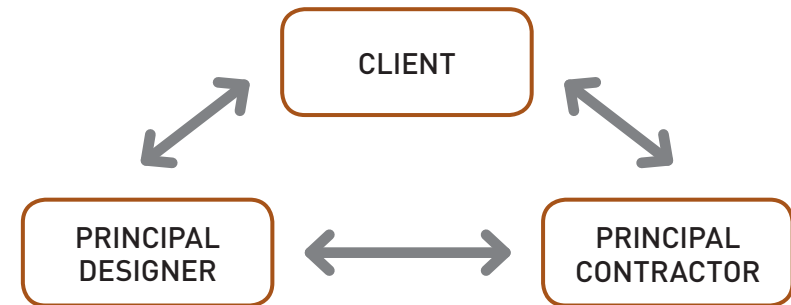 CLIENT
PRINCIPAL
DESIGNER
PRINCIPAL
CONTRACTOR